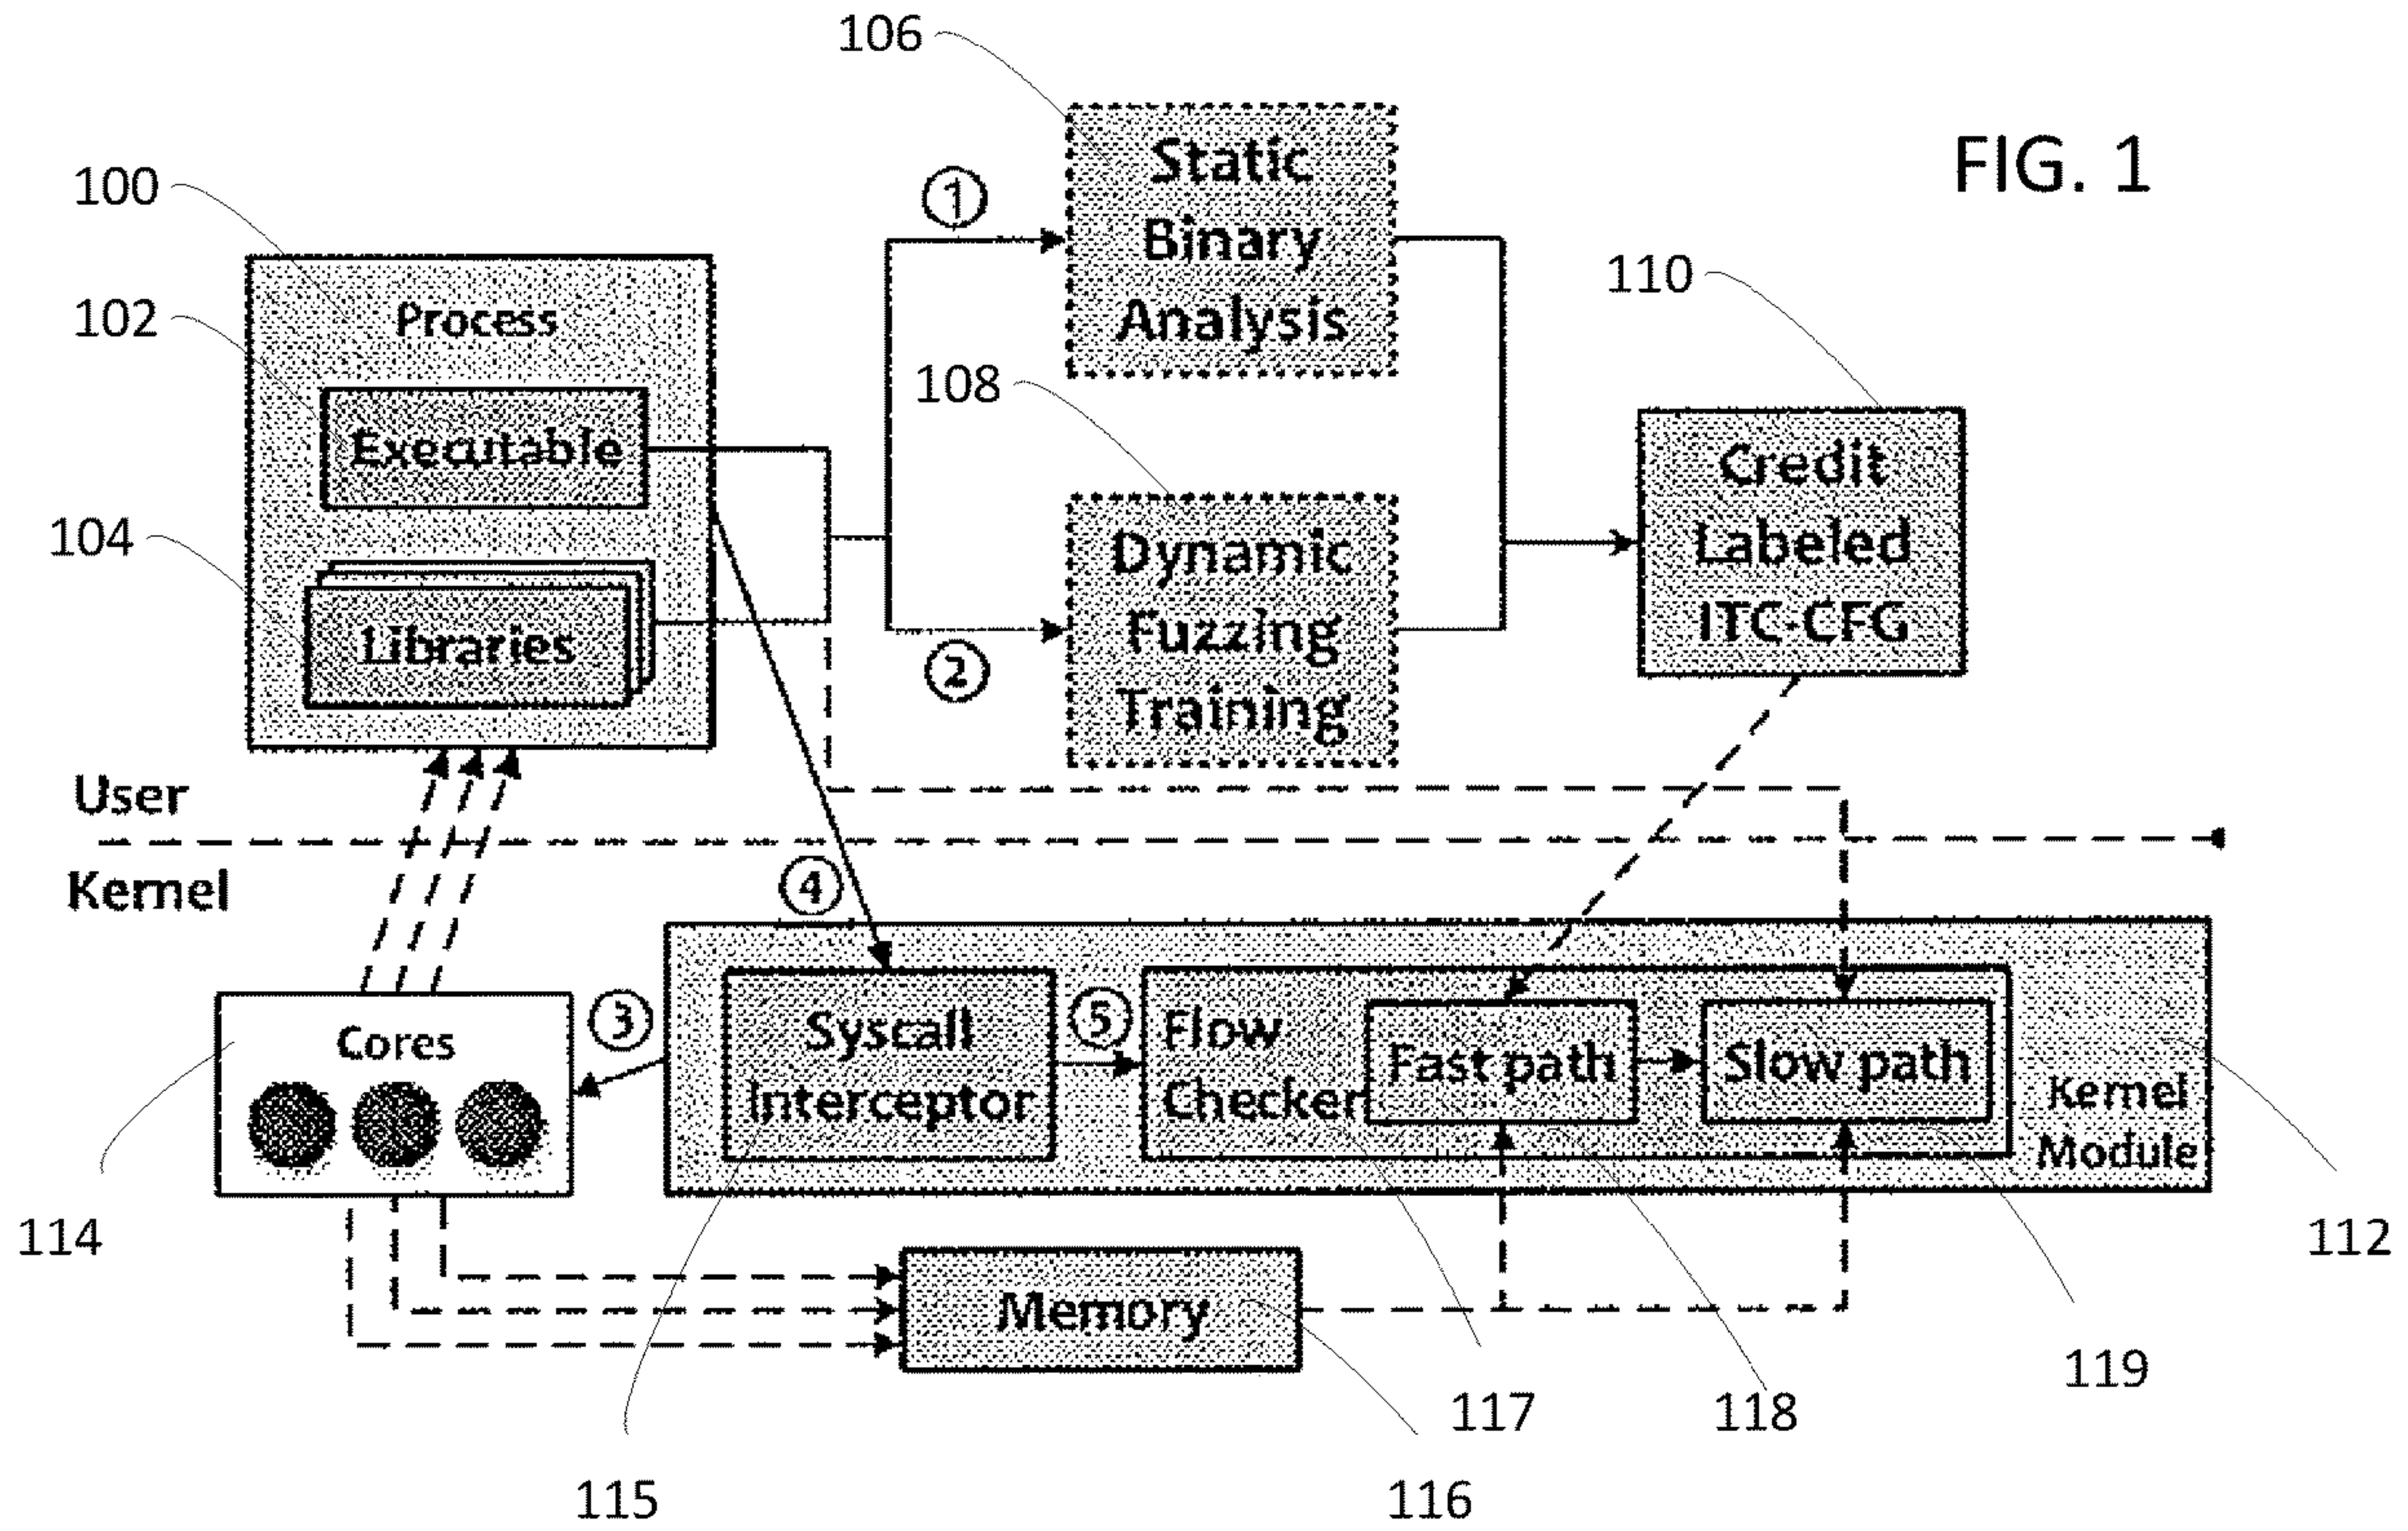 106
FIG. 1
100
①
Static
Binary
Analysis
110
102
Process
108
Executable
Credit
Labeled
ITC-CFG
104
Dynamic
Fuzzing
Training
Libraries
②
User
Kernel
④
③
Cores
Syscall
Interceptor
⑤
Flow
Checker
Fast path
Slow path
Kernel
Module
114
112
Memory
119
117
118
115
116